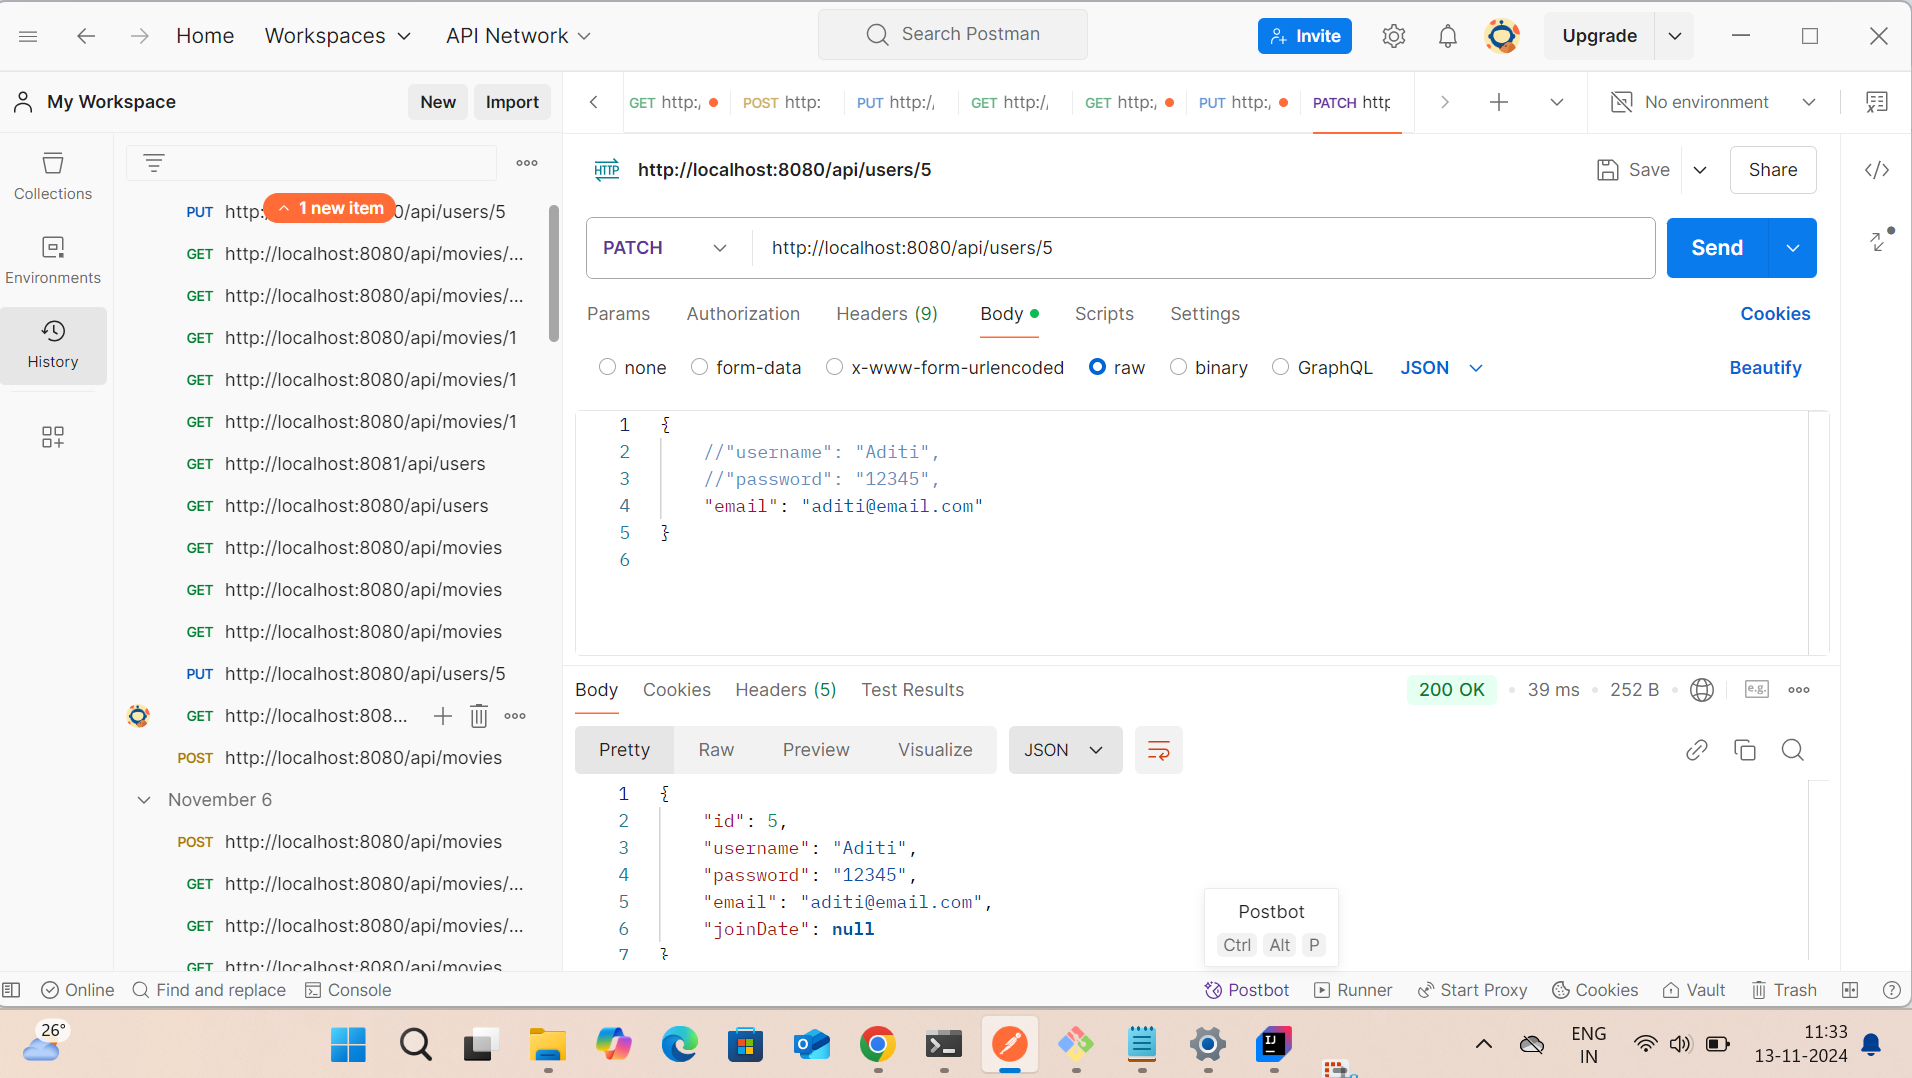 Home Workspaces API Network Search Postman Invite Upgrade
My Workspace New Import GET http:/ POST http: PUT http:/ GET http:/ GET http:/ PUT http:/ PATCH http No environment
Collections
Environments
History
PUT http:/ 0/api/users/5
1 new item
GET http://localhost:8080/api/movies/...
GET http://localhost:8080/api/movies/...
GET http://localhost:8080/api/movies/1
GET http://localhost:8080/api/movies/1
GET http://localhost:8080/api/movies/1
GET http://localhost:8081/api/users
GET http://localhost:8080/api/users
GET http://localhost:8080/api/movies
GET http://localhost:8080/api/movies
GET http://localhost:8080/api/movies
PUT http://localhost:8080/api/users/5
GET http://localhost:808...
POST http://localhost:8080/api/movies
November 6
POST http://localhost:8080/api/movies
GET http://localhost:8080/api/movies/...
GET http://localhost:8080/api/movies/...
GET http://localhost:8080/api/movies
HTTP http://localhost:8080/api/users/5 Save Share
PATCH http://localhost:8080/api/users/5 Send
Params Authorization Headers (9) Body Scripts Settings Cookies
none form-data x-www-form-urlencoded raw binary GraphQL JSON Beautify
1 {
2 //"username": "Aditi",
3 //"password": "12345",
4 "email": "aditi@email.com"
5 }
6
Body Cookies Headers (5) Test Results 200 OK 39 ms 252 B e.g.
Pretty Raw Preview Visualize JSON
1 {
2 "id": 5,
3 "username": "Aditi",
4 "password": "12345",
5 "email": "aditi@email.com",
6 "joinDate": null
7 }
Postbot
Ctrl Alt P
Online Find and replace Console Postbot Runner Start Proxy Cookies Vault Trash
26°
ENG
IN
11:33
13-11-2024